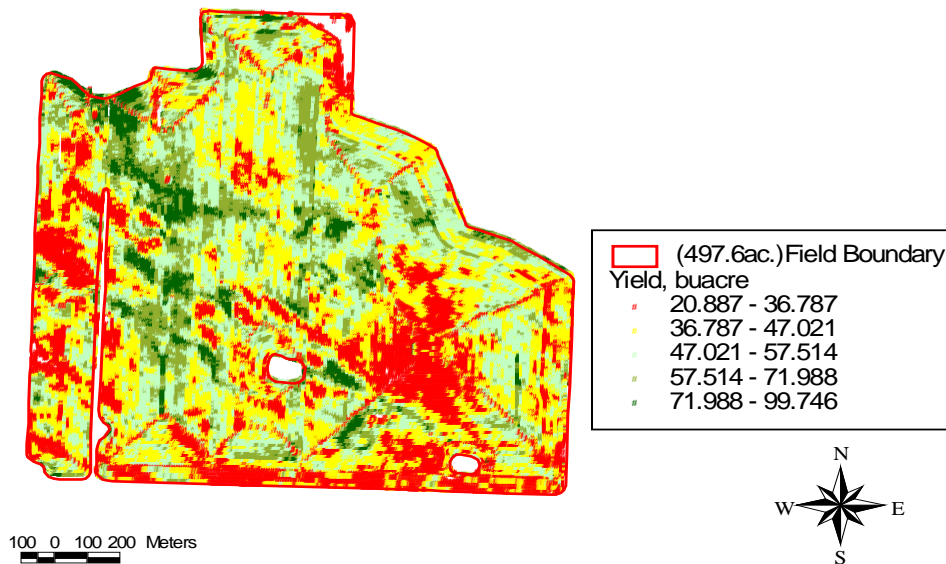 (497.6ac.)Field Boundary
Yield, buacre
# 20.887 - 36.787
# 36.787 - 47.021
# 47.021 - 57.514
# 57.514 - 71.988
# 71.988 - 99.746
N
W E
S
100 0 100 200 Meters